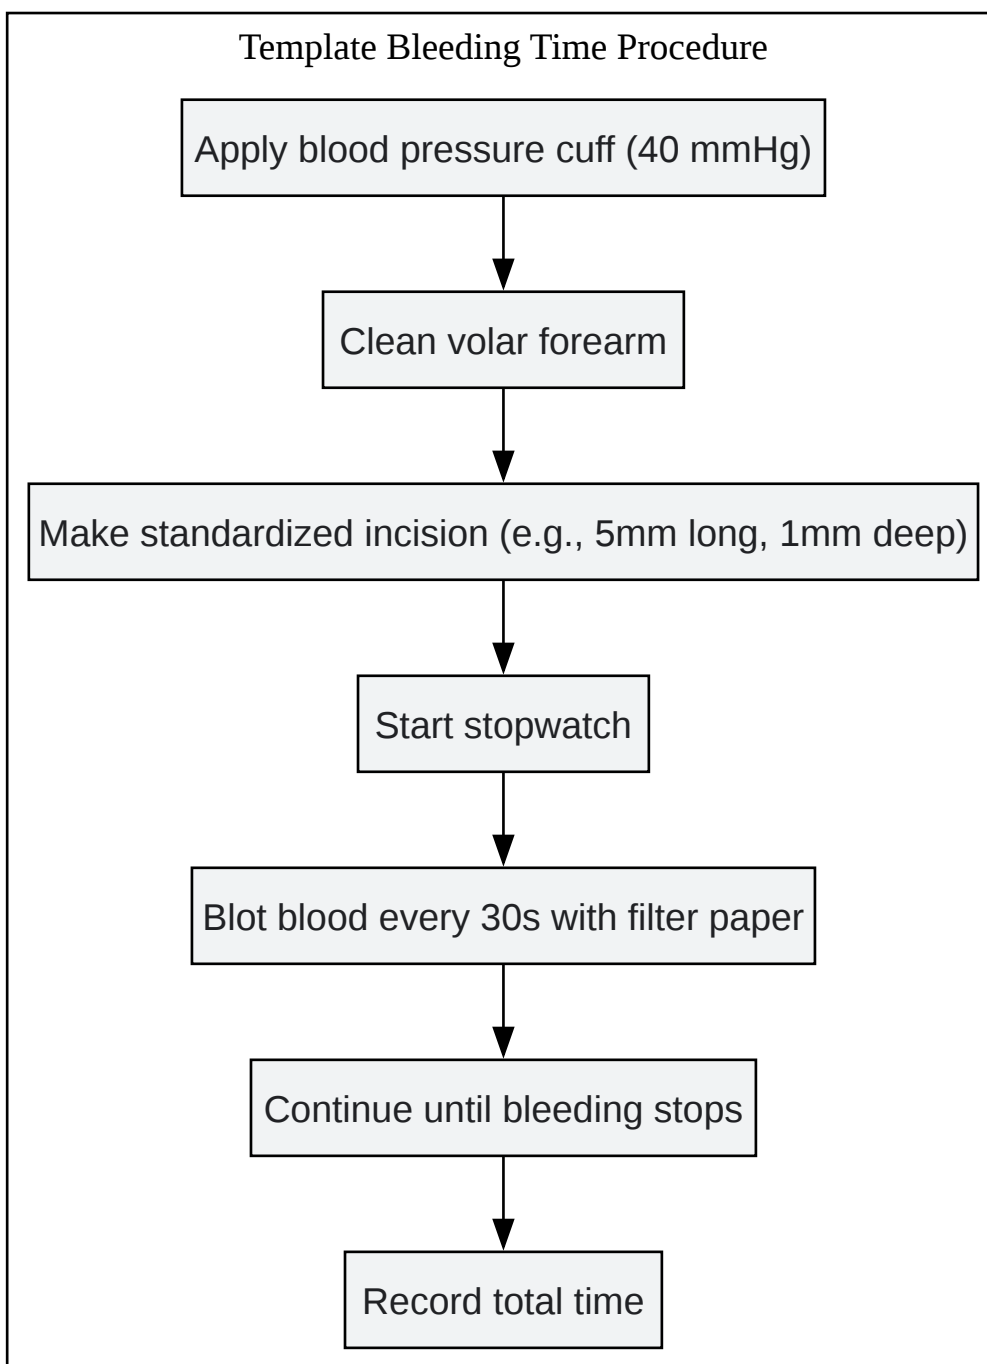 Template Bleeding Time Procedure
Apply blood pressure cuff (40 mmHg)
Clean volar forearm
Make standardized incision (e.g., 5mm long, 1mm deep)
Start stopwatch
Blot blood every 30s with filter paper
Continue until bleeding stops
Record total time